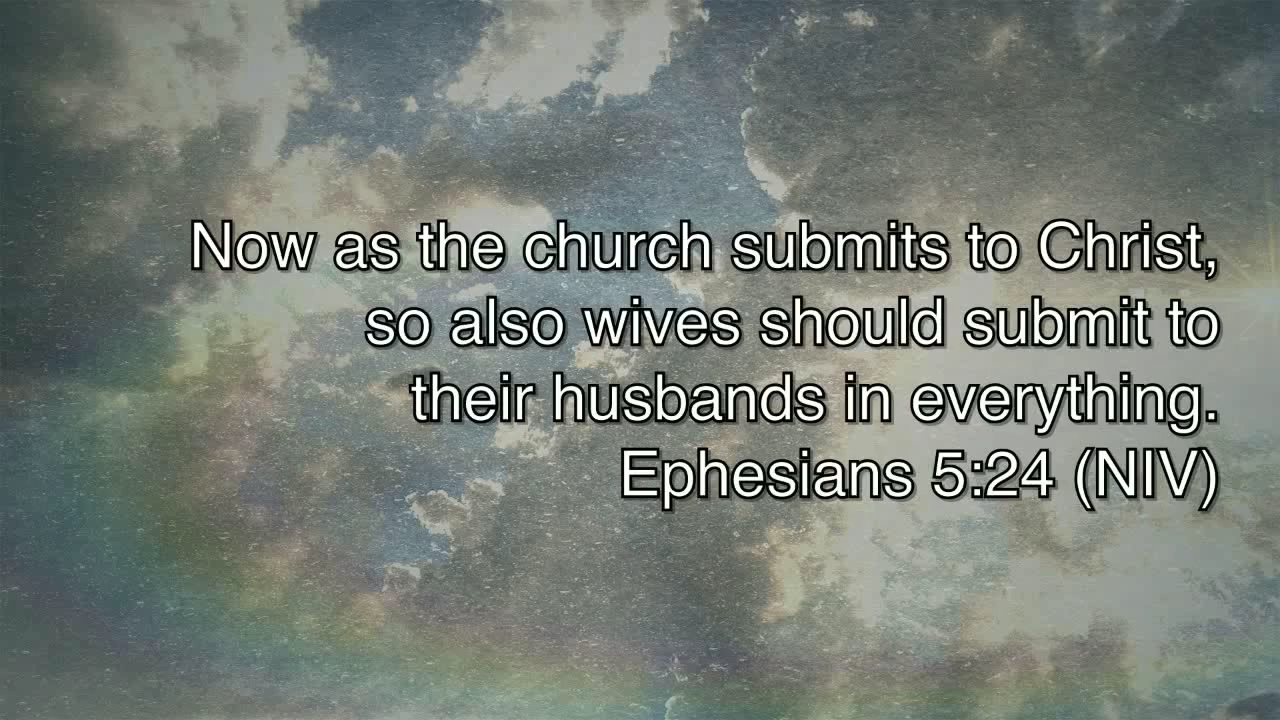 Now as the church submits to Christ,
so also wives should submit to
their husbands in everything.
Ephesians 5:24 (NIV)